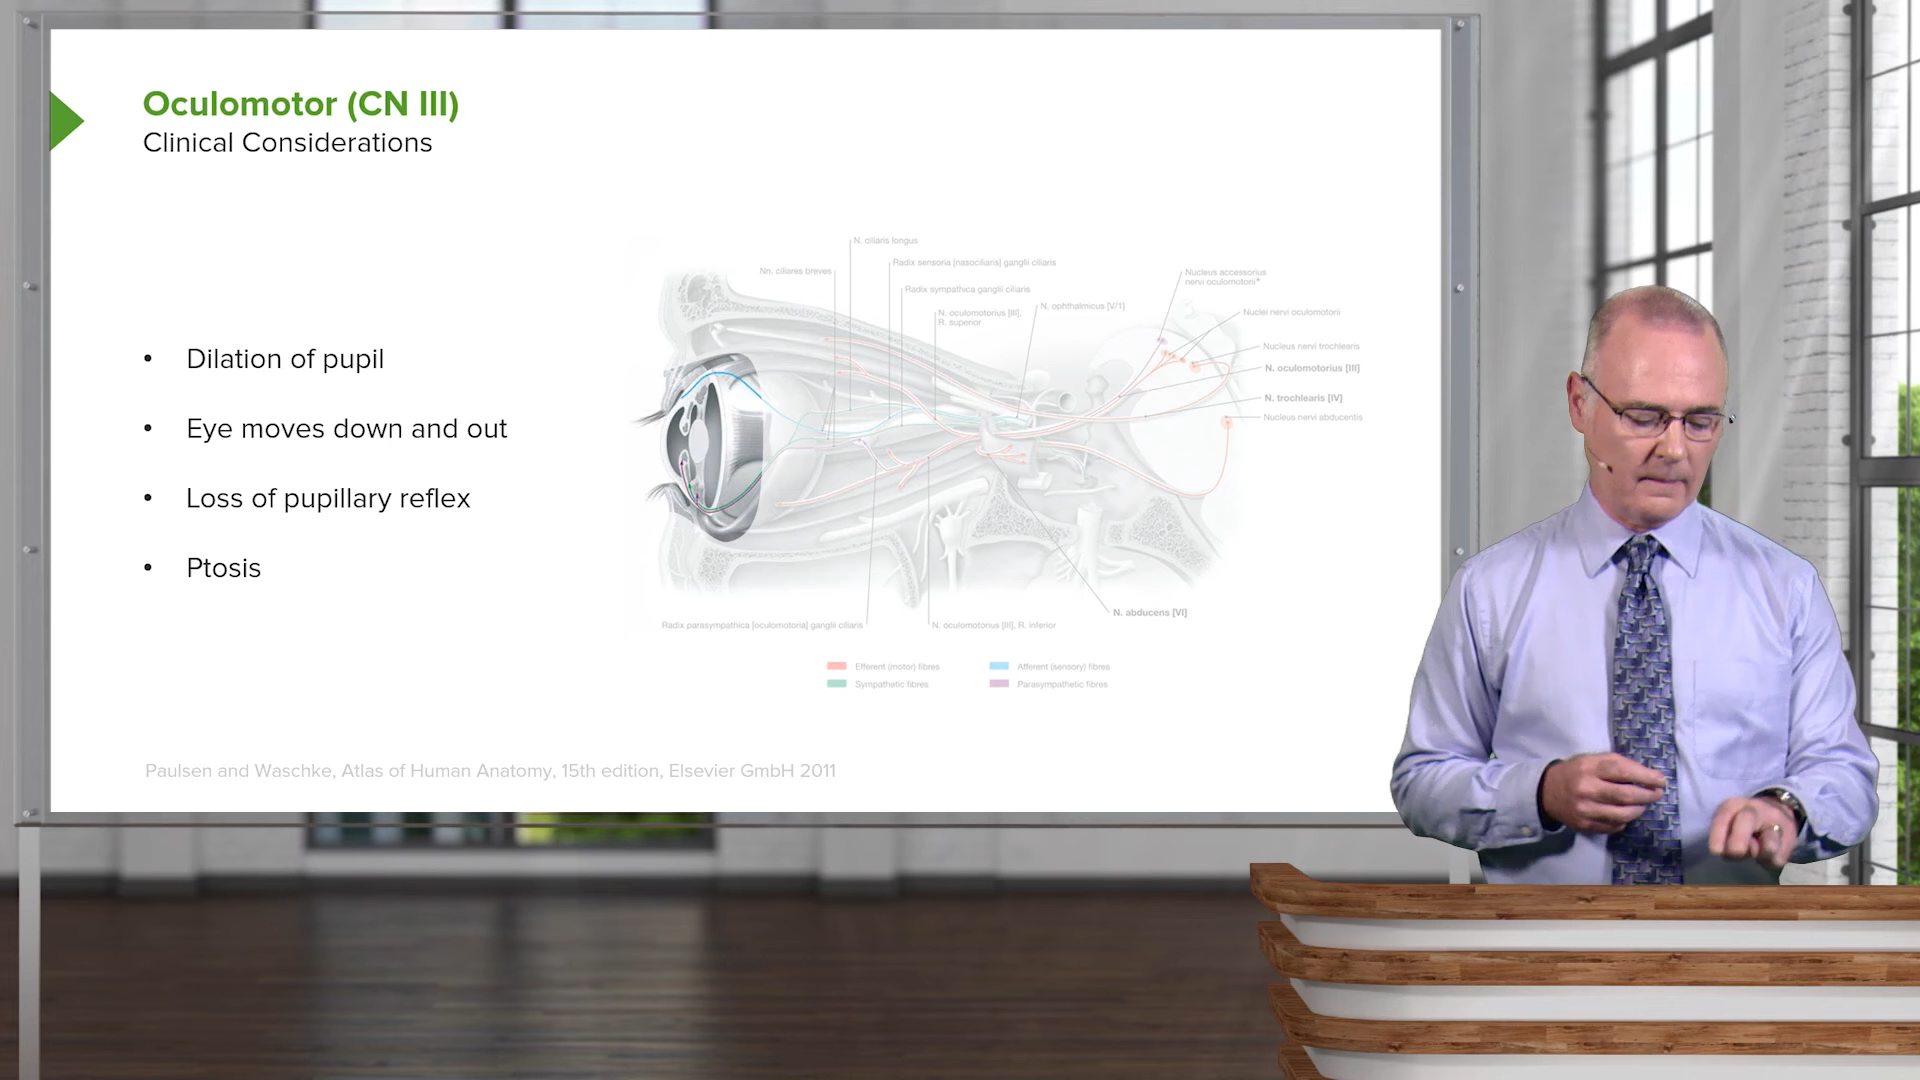 Oculomotor (CN III)
Clinical Considerations
• Dilation of pupil
• Eye moves down and out
• Loss of pupillary reflex
• Ptosis
N. ciliaris longus
Nn. ciliares breves
Radix sensoria [nasociliaris] ganglii ciliaris
Radix sympathica ganglii ciliaris
N. oculomotorius [III],
R. superior
N. ophthalmicus [V/1]
Nucleus accessorius
nervi oculomotorii*
Nuclei nervi oculomotorii
Nucleus nervi trochlearis
N. oculomotorius [III]
N. trochlearis [IV]
Nucleus nervi abducentis
N. abducens [VI]
Radix parasympathica [oculomotoria] ganglii ciliaris
N. oculomotorius [III], R. inferior
Efferent (motor) fibres
Afferent (sensory) fibres
Sympathetic fibres
Parasympathetic fibres
Paulsen and Waschke, Atlas of Human Anatomy, 15th edition, Elsevier GmbH 2011